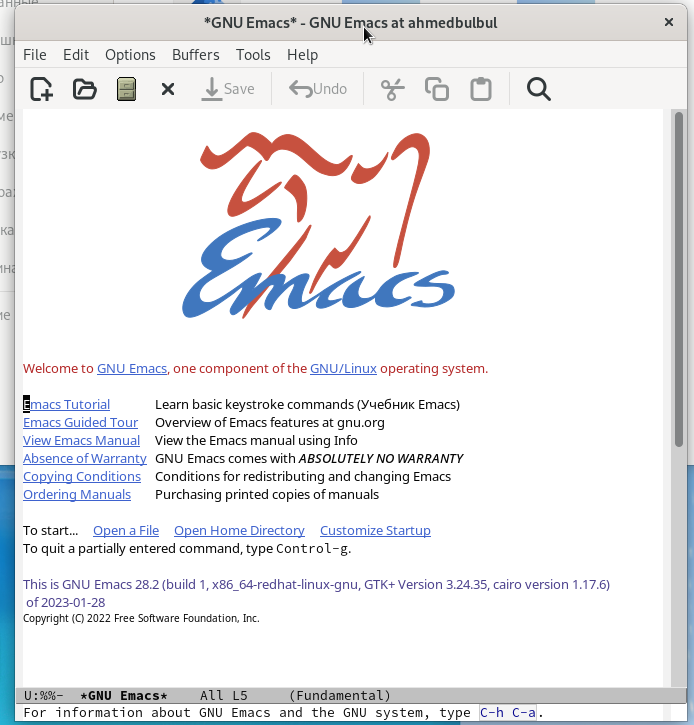 *GNU Emacs* - GNU Emacs at ahmedbulbul
File Edit Options Buffers Tools Help
Save Undo
Emacs
Welcome to GNU Emacs, one component of the GNU/Linux operating system.
Emacs Tutorial Learn basic keystroke commands (Учебник Emacs)
Emacs Guided Tour Overview of Emacs features at gnu.org
View Emacs Manual View the Emacs manual using Info
Absence of Warranty GNU Emacs comes with ABSOLUTELY NO WARRANTY
Copying Conditions Conditions for redistributing and changing Emacs
Ordering Manuals Purchasing printed copies of manuals
To start... Open a File Open Home Directory Customize Startup
To quit a partially entered command, type Control-g.
This is GNU Emacs 28.2 (build 1, x86_64-redhat-linux-gnu, GTK+ Version 3.24.35, cairo version 1.17.6)
of 2023-01-28
Copyright (C) 2022 Free Software Foundation, Inc.
U:%%- *GNU Emacs* All L5 (Fundamental)
For information about GNU Emacs and the GNU system, type C-h C-a.